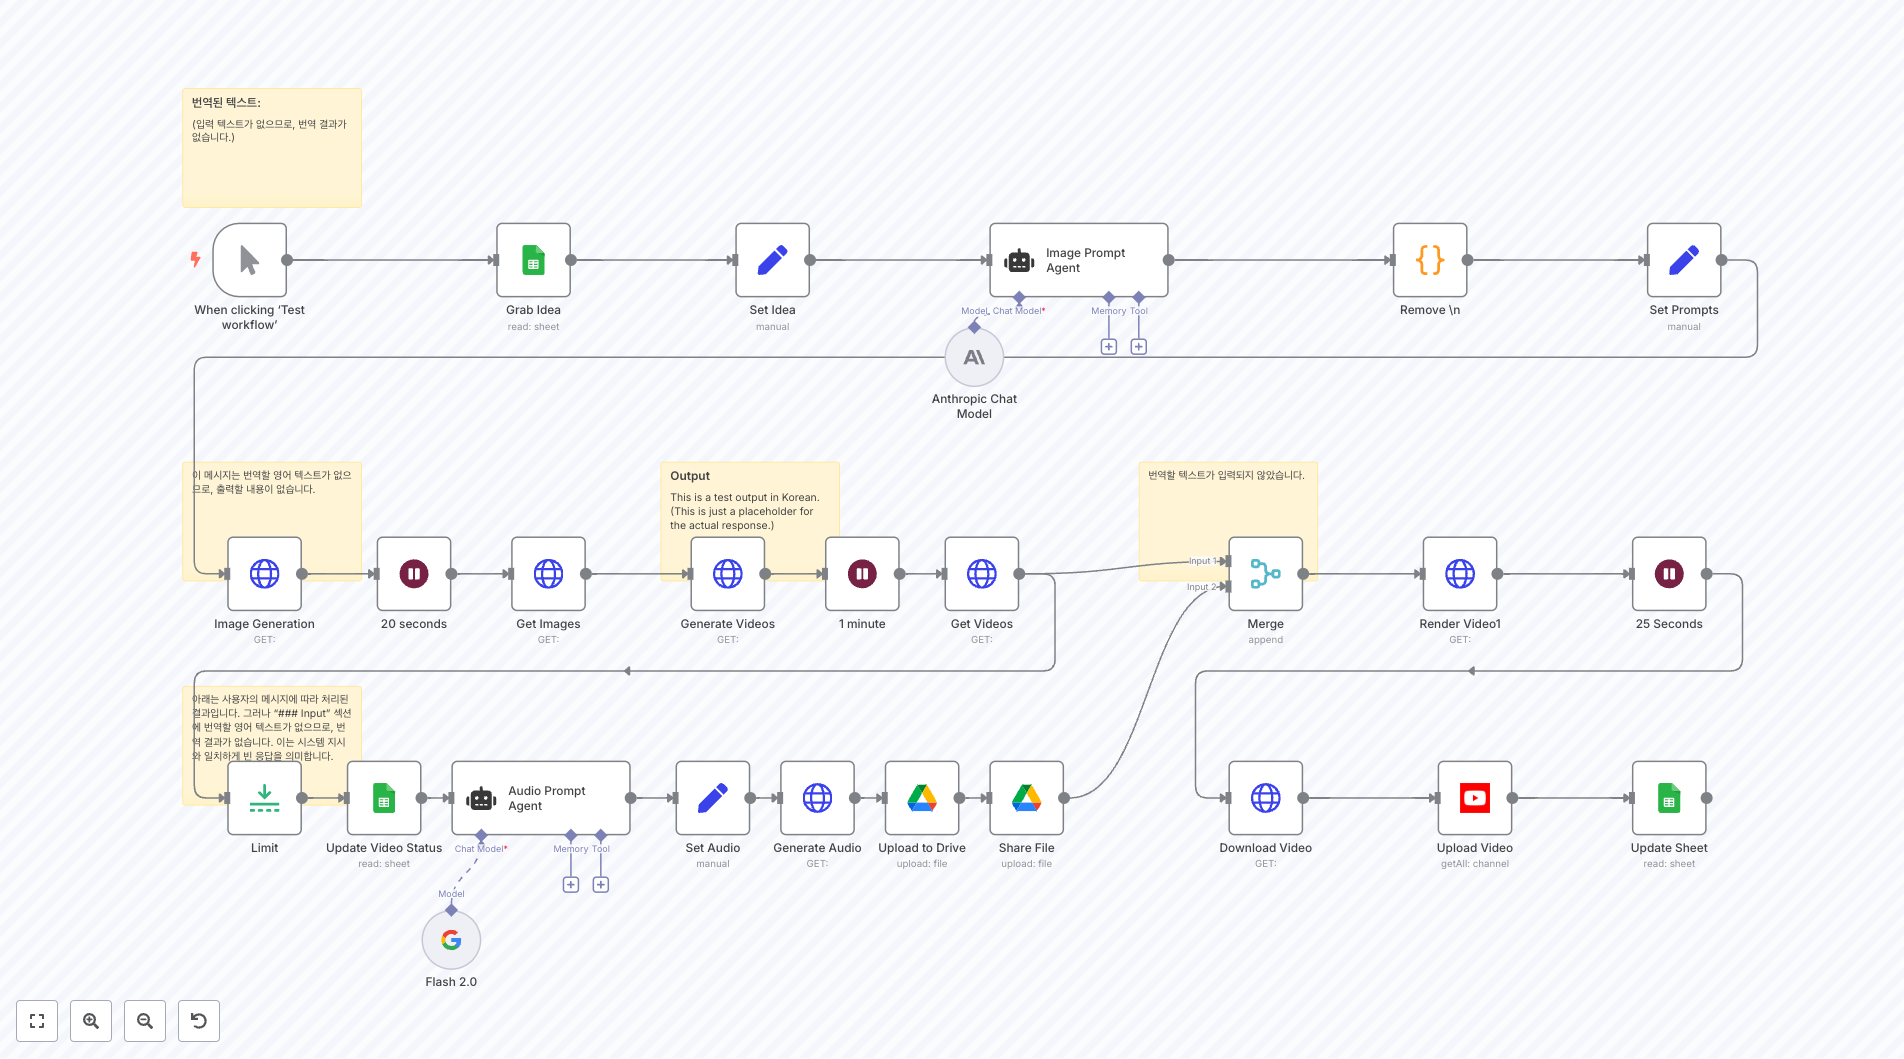 번역된 텍스트:
(입력 텍스트가 없으므로, 번역 결과가
없습니다.)
When clicking ‘Test
workflow’
Grab Idea
read: sheet
Set Idea
manual
Image Prompt
Agent
Model
Chat Model*
Memory
Tool
Anthropic Chat
Model
Remove \n
Set Prompts
manual
이 메시지는 번역할 영어 텍스트가 없으
므로, 출력할 내용이 없습니다.
Image Generation
GET:
20 seconds
Get Images
GET:
Output
This is a test output in Korean.
(This is just a placeholder for
the actual response.)
Generate Videos
GET:
1 minute
Get Videos
GET:
번역할 텍스트가 입력되지 않았습니다.
Input 1
Input 2
Merge
append
Render Video1
GET:
25 Seconds
아래는 사용자의 메시지에 따라 처리된
결과입니다. 그러나 “### Input” 섹션
에 번역할 영어 텍스트가 없으므로, 번
역 결과가 없습니다. 이는 시스템 지시
와 일치하게 빈 응답을 의미합니다.
Limit
Update Video Status
read: sheet
Audio Prompt
Agent
Chat Model*
Memory
Tool
Model
Flash 2.0
Set Audio
manual
Generate Audio
GET:
Upload to Drive
upload: file
Share File
upload: file
Download Video
GET:
Upload Video
getAll: channel
Update Sheet
read: sheet